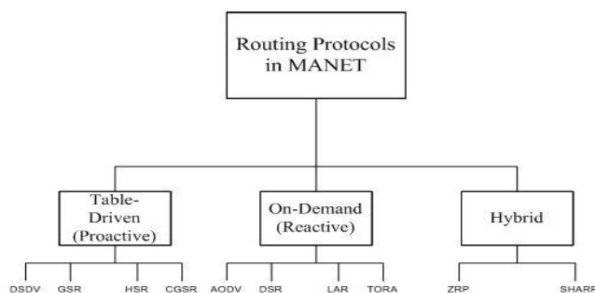 Routing Protocols
in MANET
Table-
Driven
(Proactive)
On-Demand
(Reactive)
Hybrid
DSDV GSR HSR CGSR AODV DSR LAR TORA ZRP SHARP